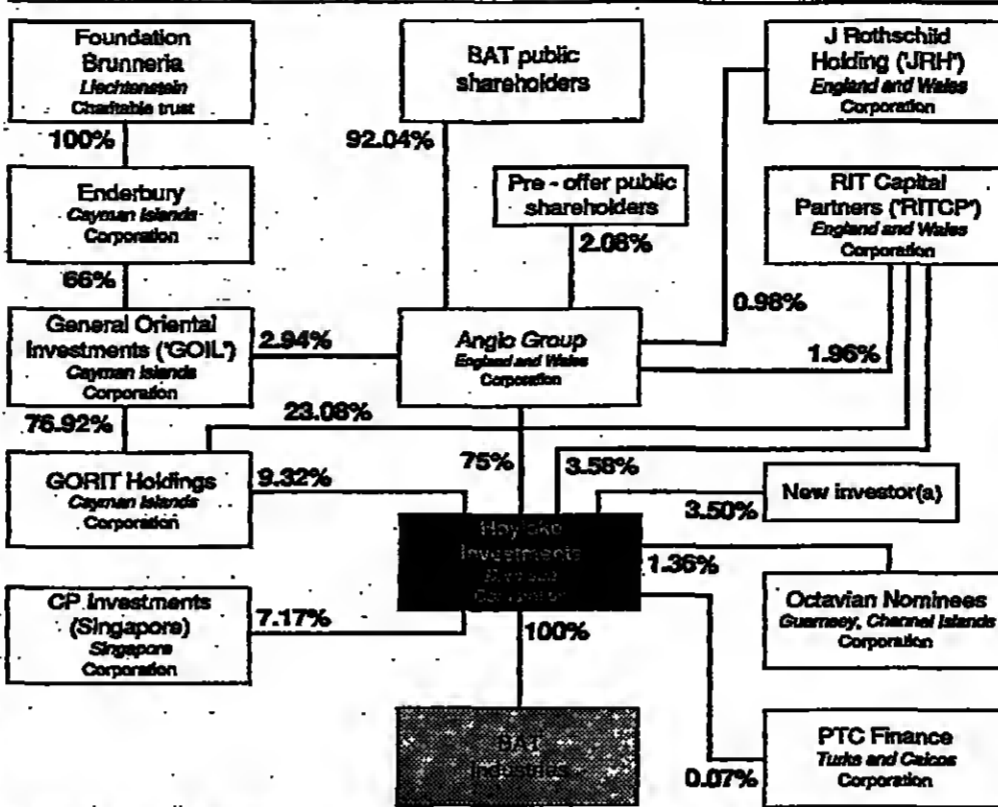 Foundation
Brunneria
Liechtenstein
Charitable trust
BAT public
shareholders
J Rothschild
Holding ('JRH')
England and Wales
Corporation
100%
92.04%
Enderbury
Cayman Islands
Corporation
Pre - offer public
shareholders
RIT Capital
Partners ('RITCP')
England and Wales
Corporation
2.08%
66%
0.98%
General Oriental
Investments ('GOIL')
Cayman Islands
Corporation
2.94%
Anglo Group
England and Wales
Corporation
1.96%
76.92%
23.08%
GORIT Holdings
Cayman Islands
Corporation
9.32%
75%
3.58%
New investor(a)
3.50%
Hoylake
Investments
Corporation
1.36%
CP Investments
(Singapore)
Singapore
Corporation
7.17%
100%
Octavian Nominees
Guernsey, Channel Islands
Corporation
BAT
Industries
PTC Finance
Turks and Caicos
Corporation
0.07%